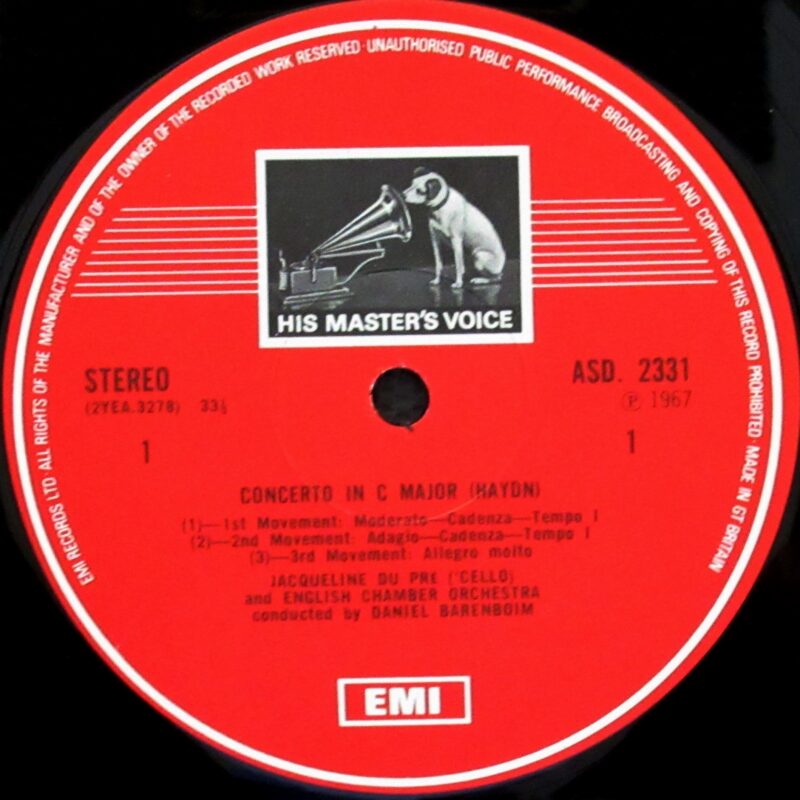 EMI RECORDS LTD · ALL RIGHTS OF THE MANUFACTURER AND OF THE OWNER OF THE RECORDED WORK RESERVED · UNAUTHORISED PUBLIC PERFORMANCE BROADCASTING AND COPYING OF THIS RECORD PROHIBITED · MADE IN GT BRITAIN
HIS MASTER'S VOICE
STEREO
(2YEA.3278) 33⅓
1
ASD. 2331
Ⓟ 1967
1
CONCERTO IN C MAJOR (HAYDN)
(1)—1st Movement: Moderato—Cadenza—Tempo I
(2)—2nd Movement: Adagio—Cadenza—Tempo I
(3)—3rd Movement: Allegro molto
JACQUELINE DU PRE ('CELLO)
and ENGLISH CHAMBER ORCHESTRA
conducted by DANIEL BARENBOIM
EMI